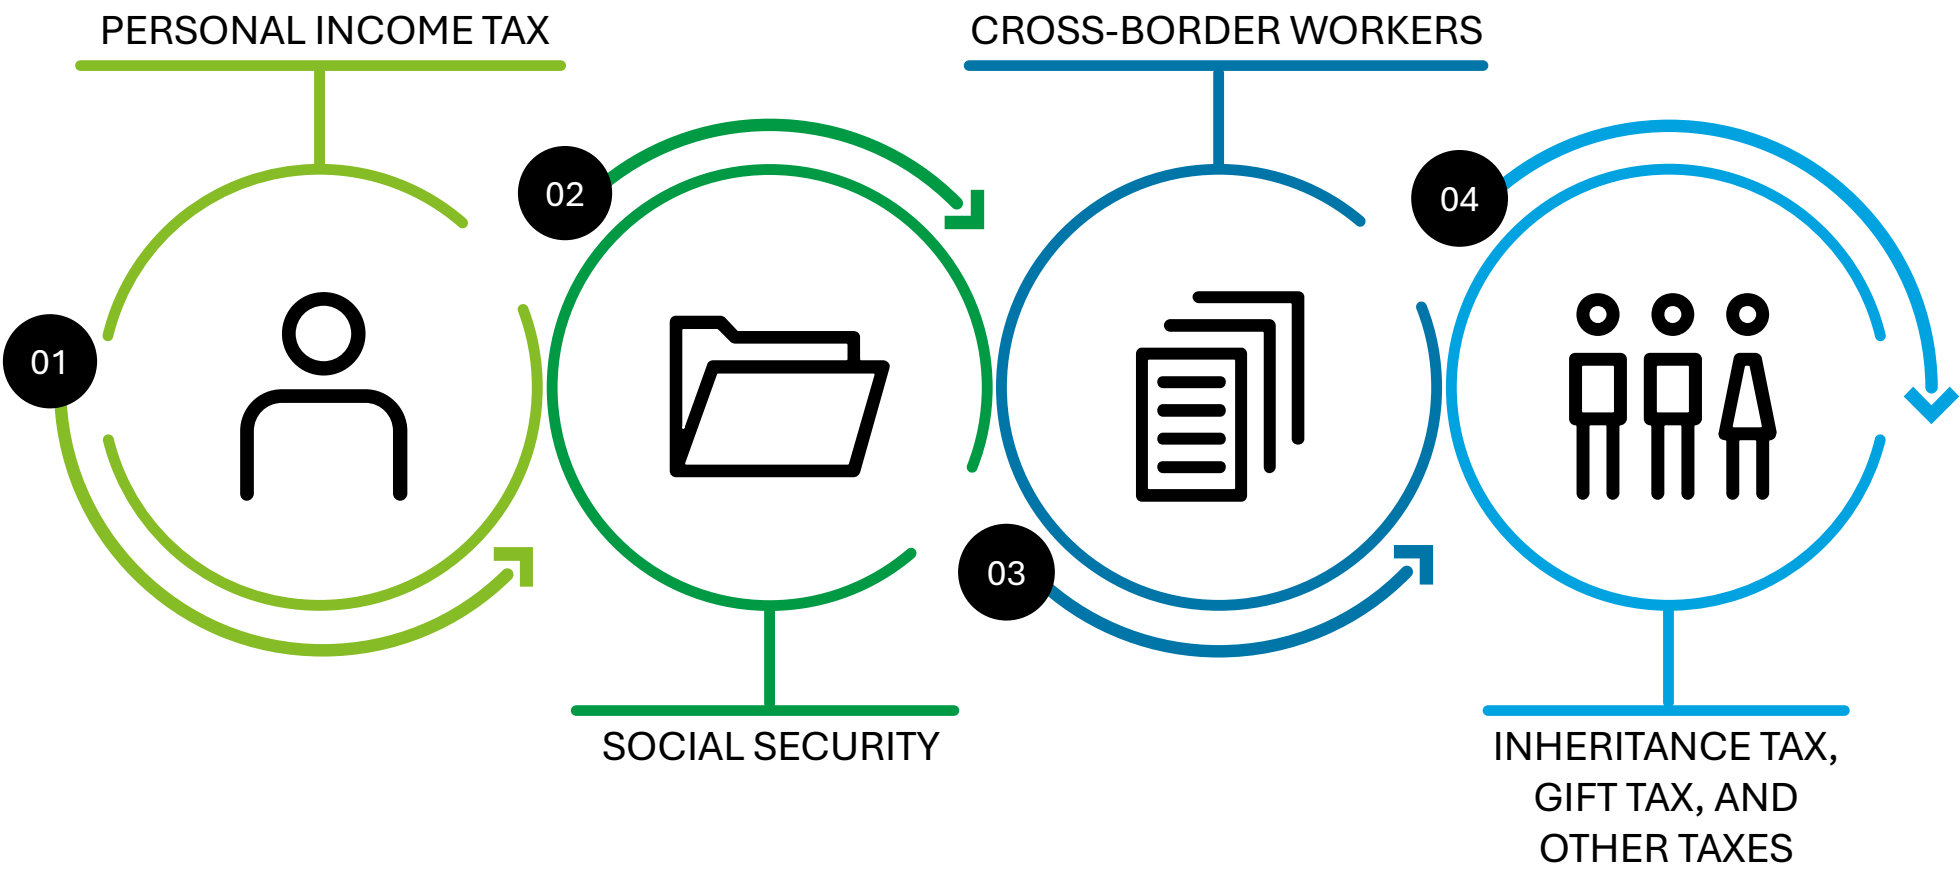 PERSONAL INCOME TAX
CROSS-BORDER WORKERS
01
02
03
04
SOCIAL SECURITY
INHERITANCE TAX,
GIFT TAX, AND
OTHER TAXES